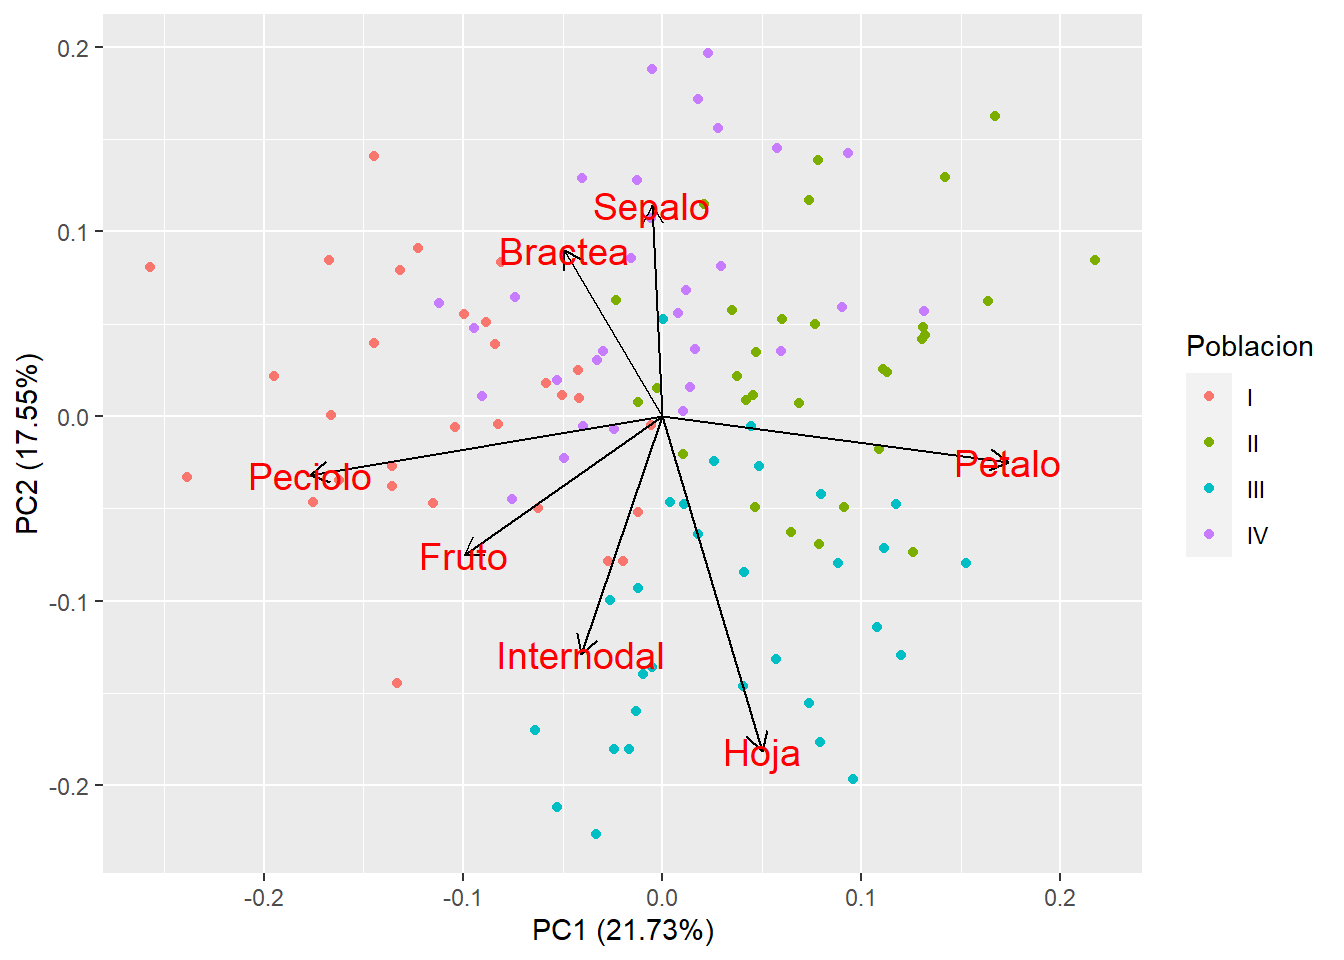 0.2
0.1
0.0
-0.1
-0.2
PC2 (17.55%)
Sepalo
Bractea
Peciolo
Petalo
Fruto
Internodal
Hoja
-0.2
-0.1
0.0
0.1
0.2
PC1 (21.73%)
Poblacion
I
II
III
IV